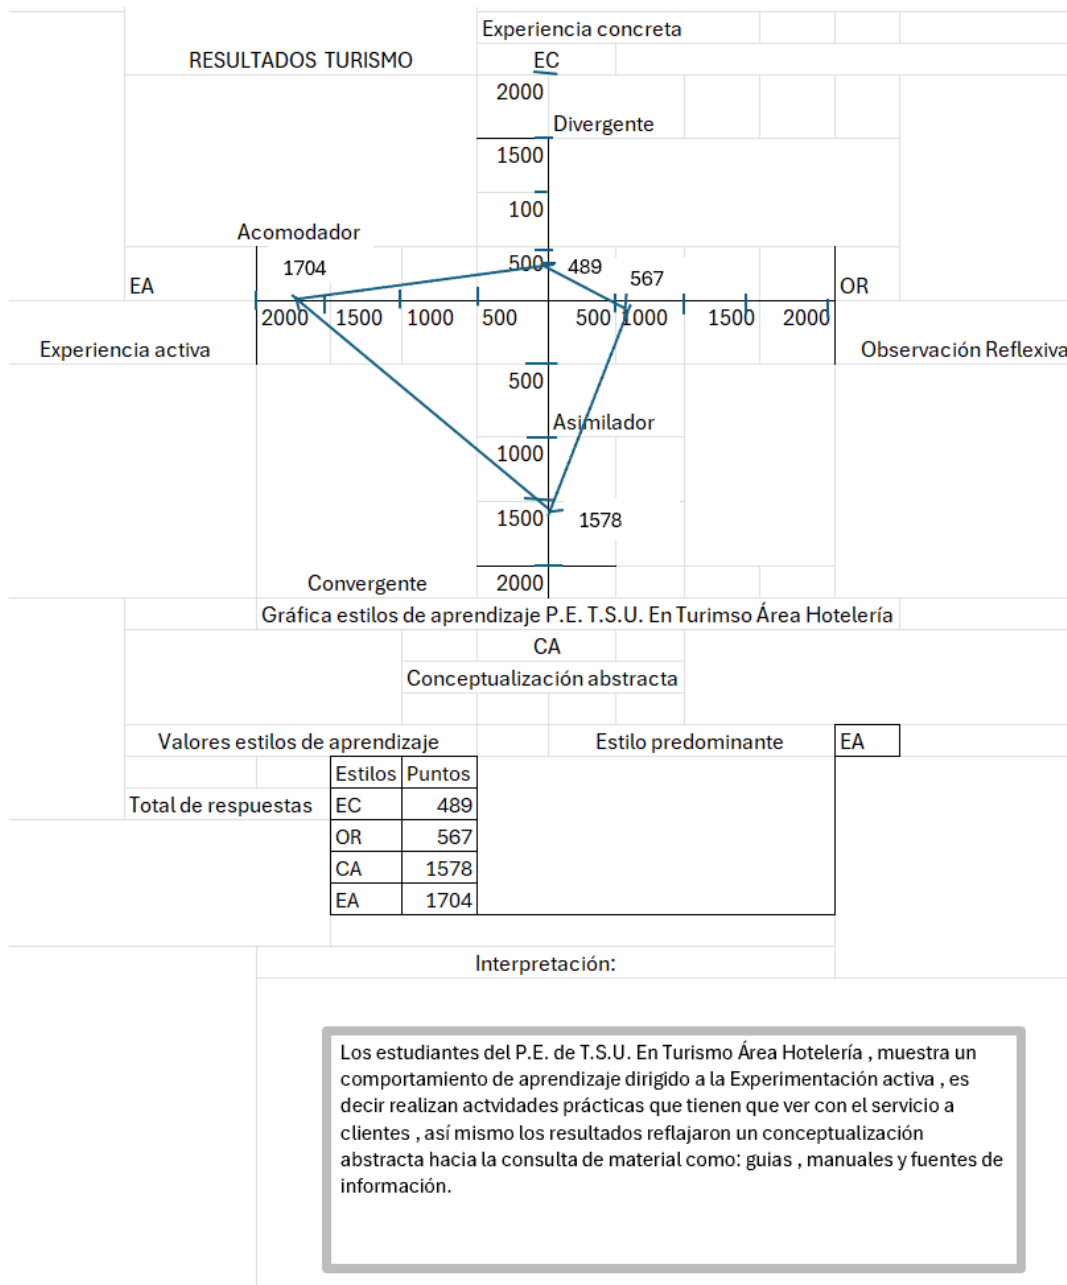 Experiencia concreta
RESULTADOS TURISMO EC
2000
Divergente
1500
100
Acomodador
500 489
1704 567
EA OR
2000 1500 1000 500 500 1000 1500 2000
Experiencia activa Observación Reflexiva
500
Asimilador
1000
1500 1578
Convergente 2000
Gráfica estilos de aprendizaje P.E. T.S.U. En Turimso Área Hotelería
CA
Conceptualización abstracta
Valores estilos de aprendizaje Estilo predominante EA
Estilos Puntos
Total de respuestas EC 489
OR 567
CA 1578
EA 1704
Interpretación:
Los estudiantes del P.E. de T.S.U. En Turismo Área Hotelería , muestra un
comportamiento de aprendizaje dirigido a la Experimentación activa , es
decir realizan actvidades prácticas que tienen que ver con el servicio a
clientes , así mismo los resultados reflajaron un conceptualización
abstracta hacia la consulta de material como: guias , manuales y fuentes de
información.